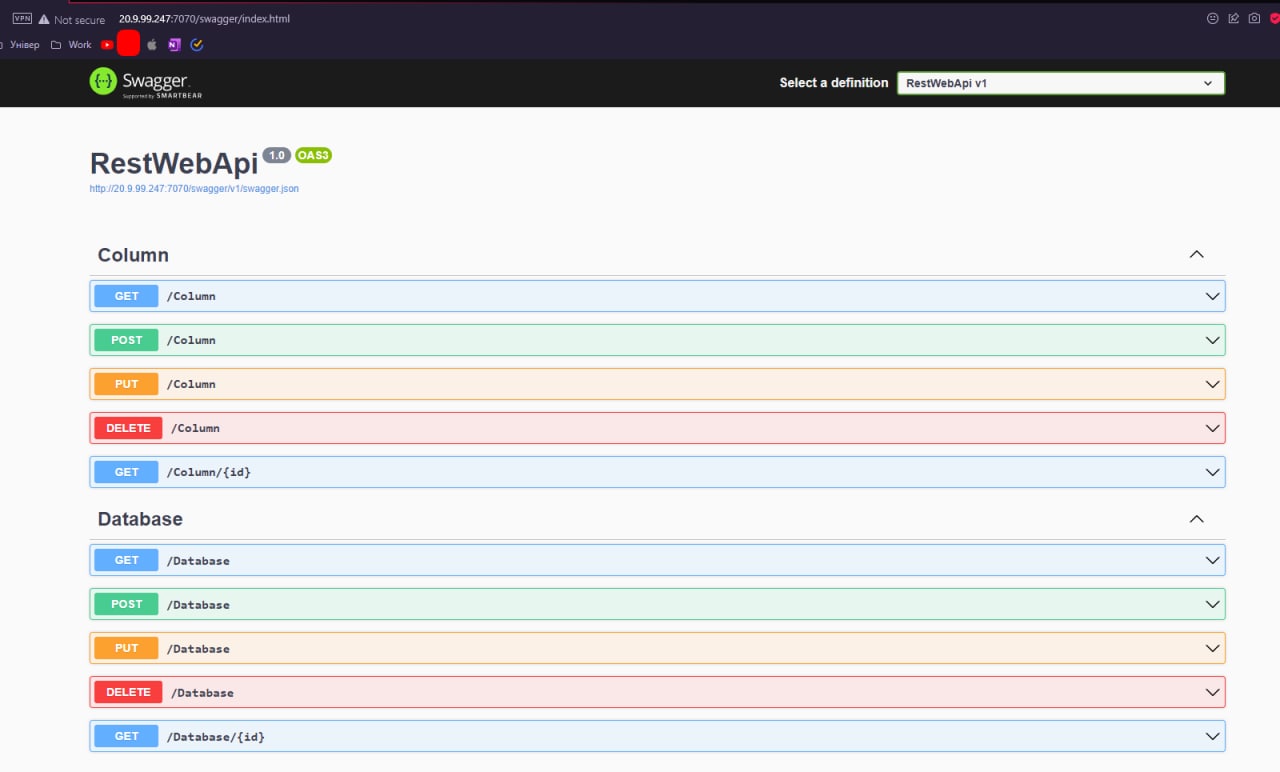 VPN Not secure 20.9.99.247:7070/swagger/index.html
Універ Work N
{...} Swagger.
Supported by SMARTBEAR
Select a definition RestWebApi v1
RestWebApi 1.0 OAS3
http://20.9.99.247:7070/swagger/v1/swagger.json
Column
GET /Column
POST /Column
PUT /Column
DELETE /Column
GET /Column/{id}
Database
GET /Database
POST /Database
PUT /Database
DELETE /Database
GET /Database/{id}